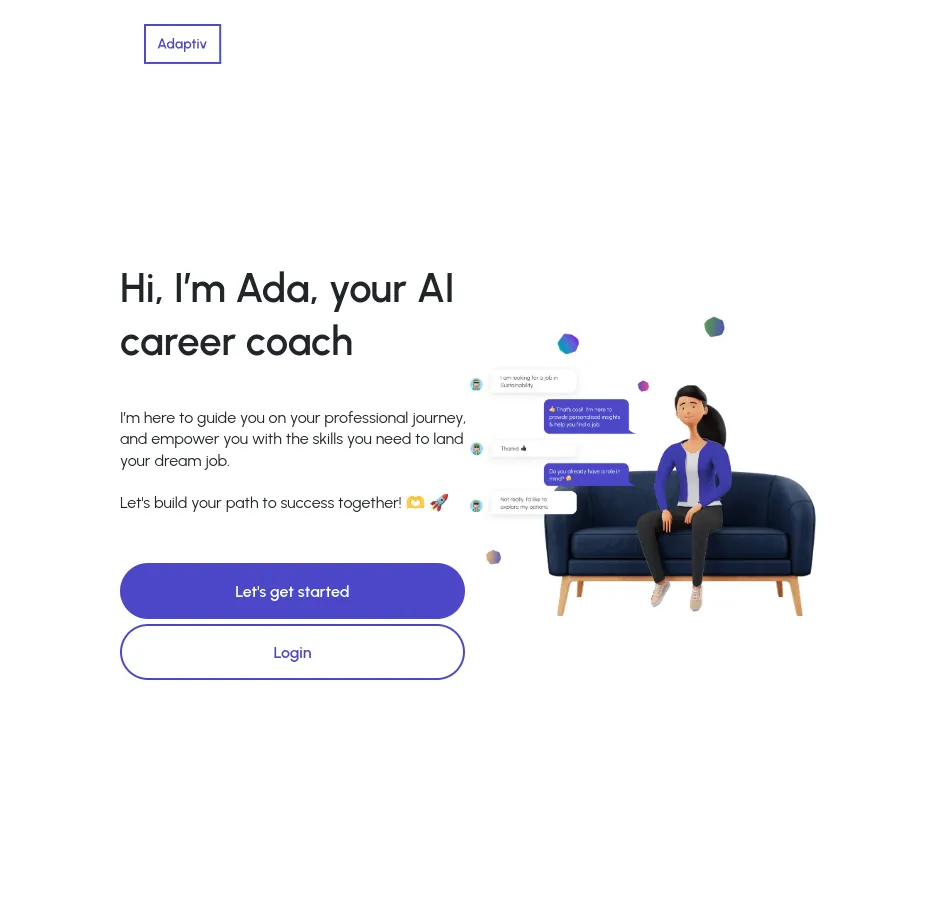 Adaptiv
Hi, I'm Ada, your AI
career coach
I'm here to guide you on your professional journey,
and empower you with the skills you need to land
your dream job.
Let's build your path to success together! 🫶 🚀
Let's get started
Login
I am looking for a job in
Sustainability
👍 That's cool! I'm here to
provide personalised insights
& help you find a job.
Thanks 👍
Do you already have a role in
mind? 🤔
Not really. I'd like to
explore my options